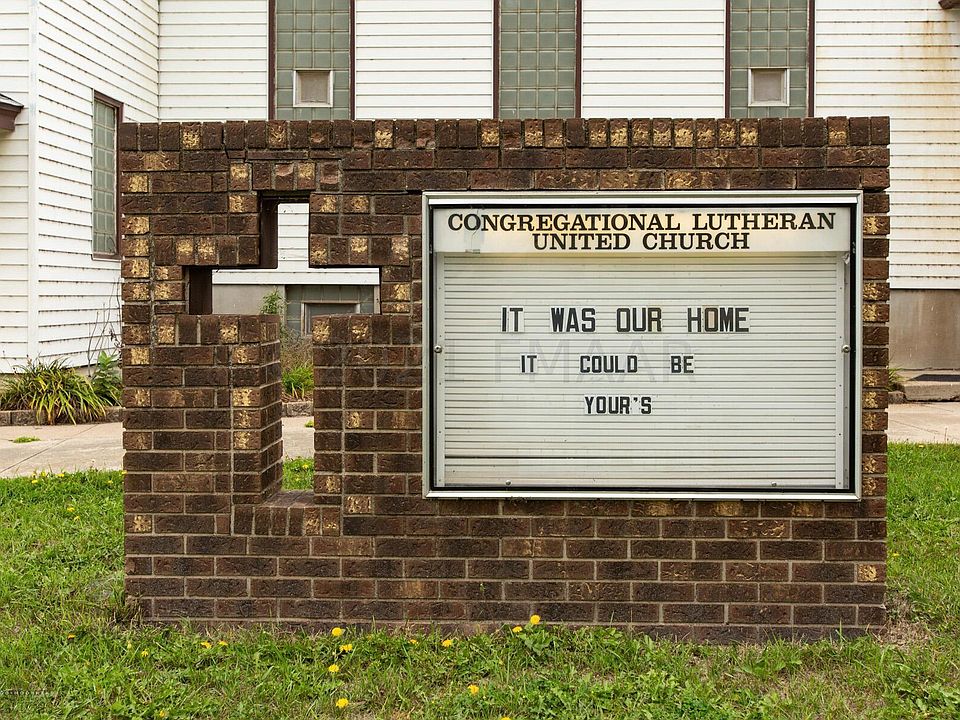 CONGREGATIONAL LUTHERAN
UNITED CHURCH
IT WAS OUR HOME
IT COULD BE
YOUR'S